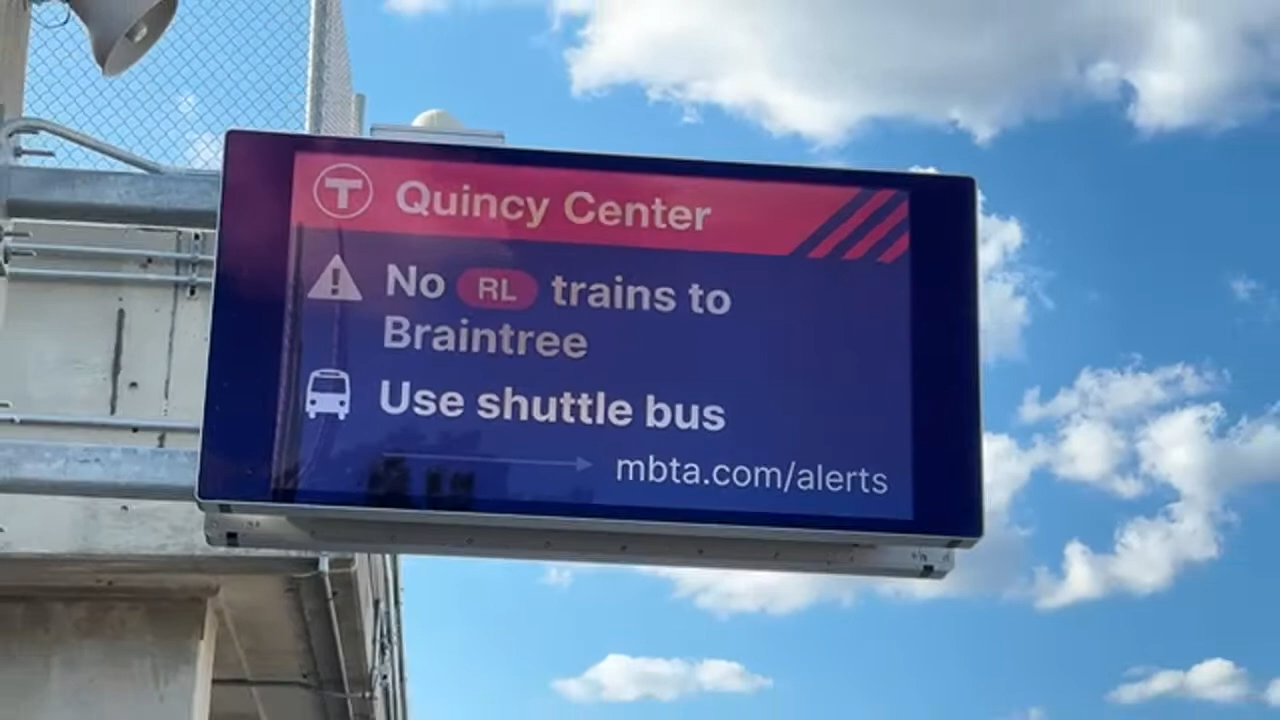 T Quincy Center
No RL trains to
Braintree
Use shuttle bus
mbta.com/alerts